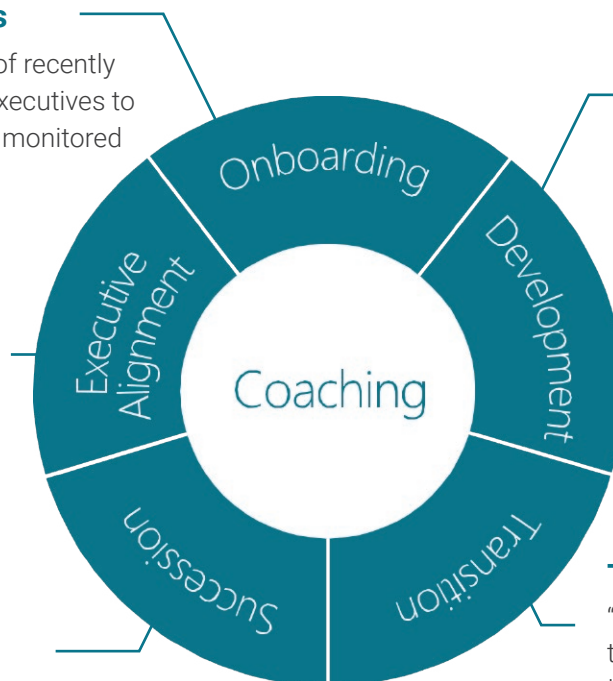 s
of recently
xecutives to
monitored
Onboarding
Development
Executive
Alignment
Coaching
Succession
Transition
“
t